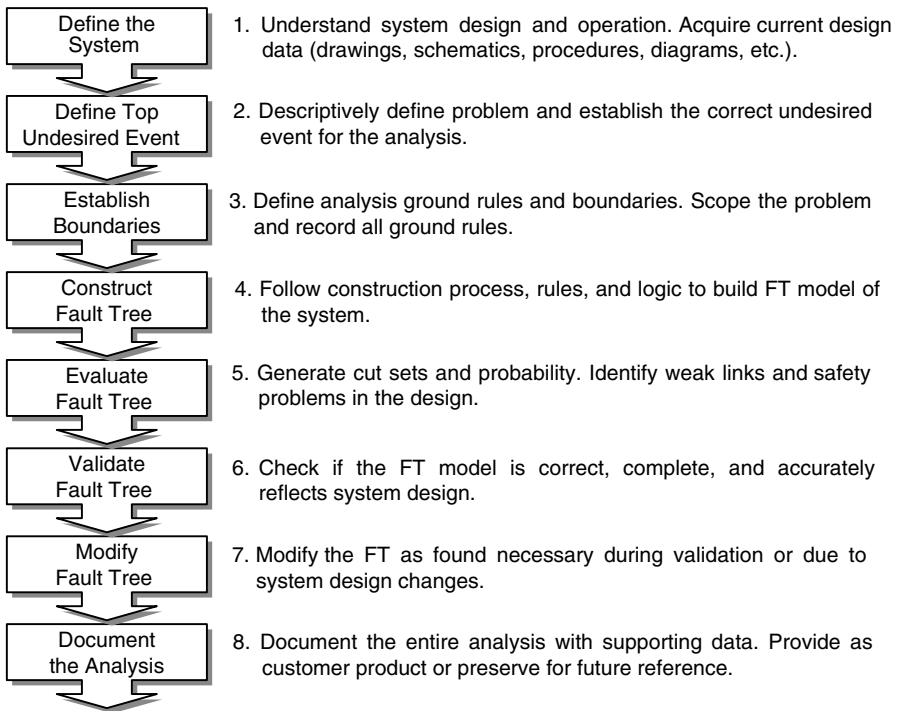 Define the
System
1. Understand system design and operation. Acquire current design
data (drawings, schematics, procedures, diagrams, etc.).
Define Top
Undesired Event
2. Descriptively define problem and establish the correct undesired
event for the analysis.
Establish
Boundaries
3. Define analysis ground rules and boundaries. Scope the problem
and record all ground rules.
Construct
Fault Tree
4. Follow construction process, rules, and logic to build FT model of
the system.
Evaluate
Fault Tree
5. Generate cut sets and probability. Identify weak links and safety
problems in the design.
Validate
Fault Tree
6. Check if the FT model is correct, complete, and accurately
reflects system design.
Modify
Fault Tree
7. Modify the FT as found necessary during validation or due to
system design changes.
Document
the Analysis
8. Document the entire analysis with supporting data. Provide as
customer product or preserve for future reference.